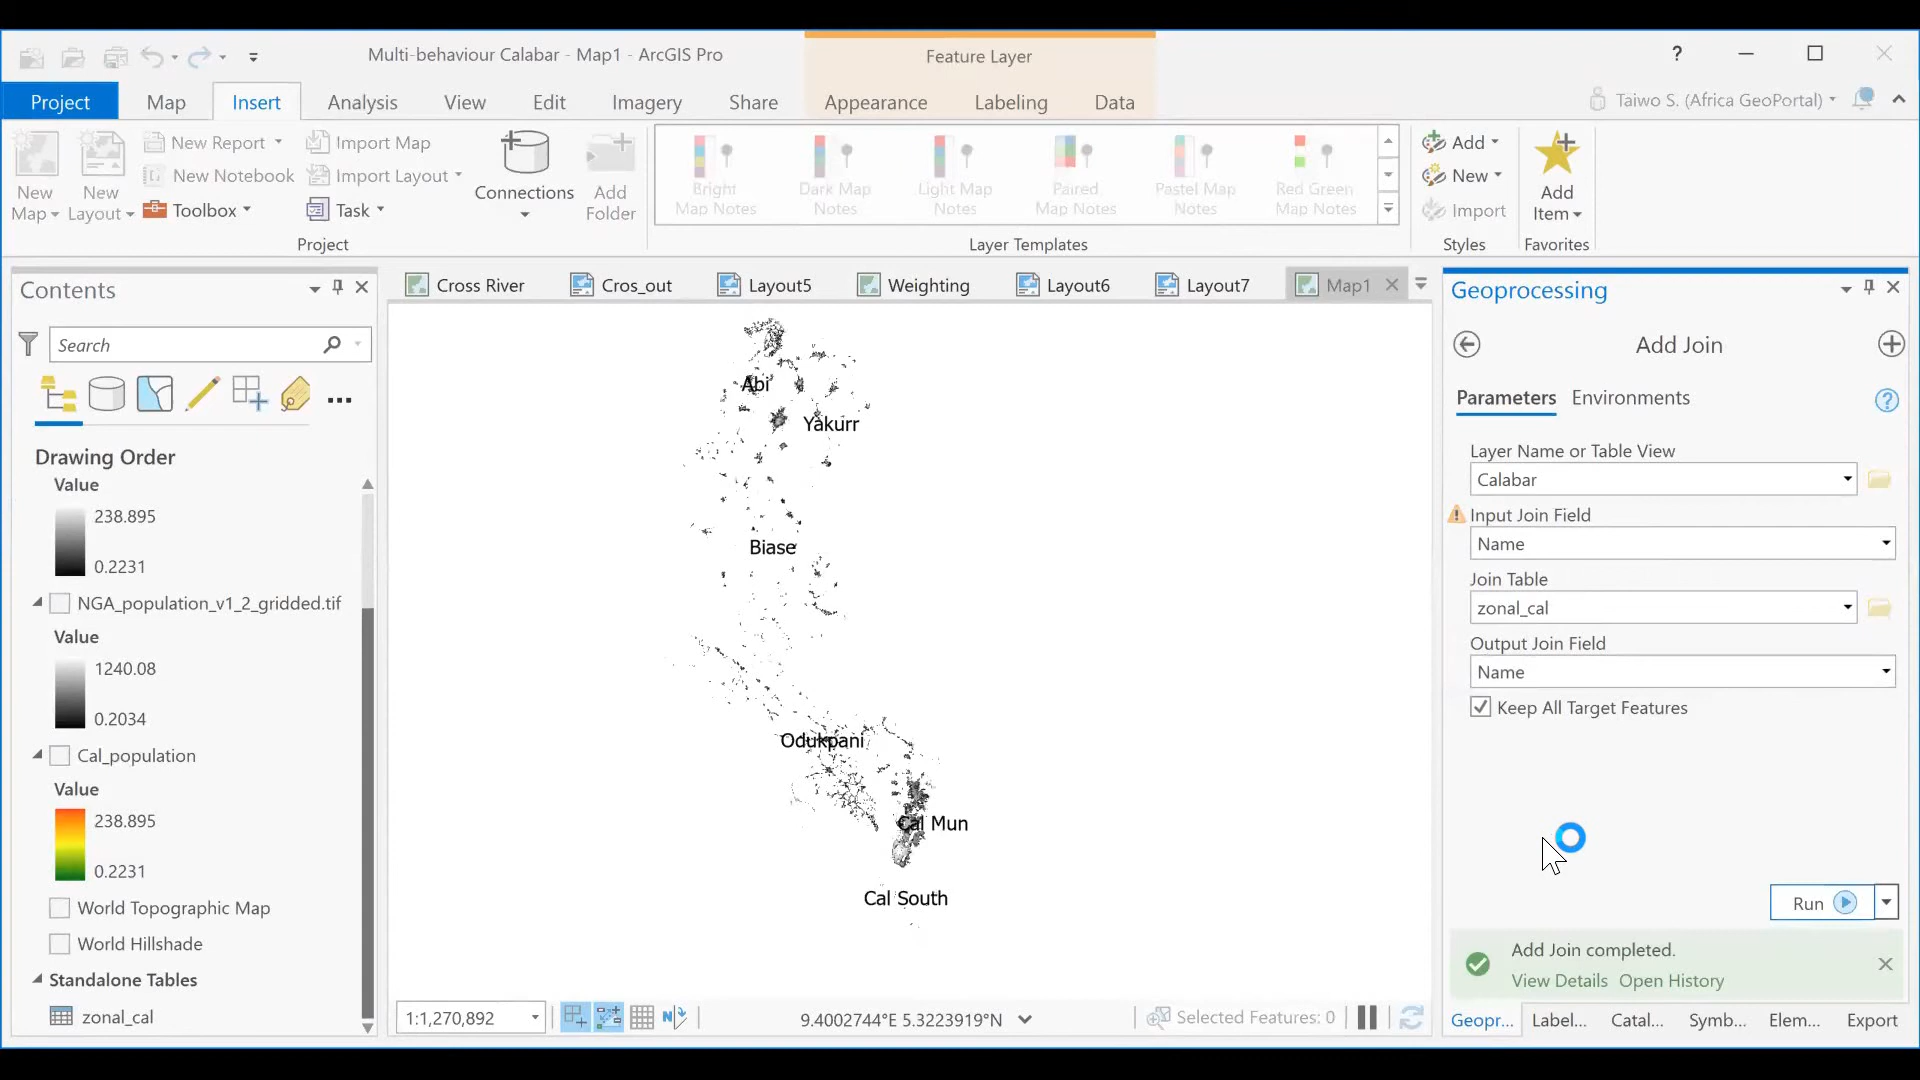 Multi-behaviour Calabar - Map1 - ArcGIS Pro
Feature Layer
?
Project
Map
Insert
Analysis
View
Edit
Imagery
Share
Appearance
Labeling
Data
Taiwo S. (Africa GeoPortal)
New Map
New Layout
New Report
New Notebook
Toolbox
Import Map
Import Layout
Task
Connections
Add Folder
Project
Bright Map Notes
Dark Map Notes
Light Map Notes
Paired Map Notes
Pastel Map Notes
Red Green Map Notes
Layer Templates
Add
New
Import
Styles
Add Item
Favorites
Contents
Search
Drawing Order
Value
238.895
0.2231
NGA_population_v1_2_gridded.tif
Value
1240.08
0.2034
Cal_population
Value
238.895
0.2231
World Topographic Map
World Hillshade
Standalone Tables
zonal_cal
Cross River
Cros_out
Layout5
Weighting
Layout6
Layout7
Map1
Abi
Yakurr
Biase
Odukpani
Cal Mun
Cal South
1:1,270,892
N
9.4002744°E 5.3223919°N
Selected Features: 0
Geoprocessing
Add Join
Parameters
Environments
?
Layer Name or Table View
Calabar
Input Join Field
Name
Join Table
zonal_cal
Output Join Field
Name
Keep All Target Features
Run
Add Join completed.
View Details Open History
Geopr...
Label...
Catal...
Symb...
Elem...
Export